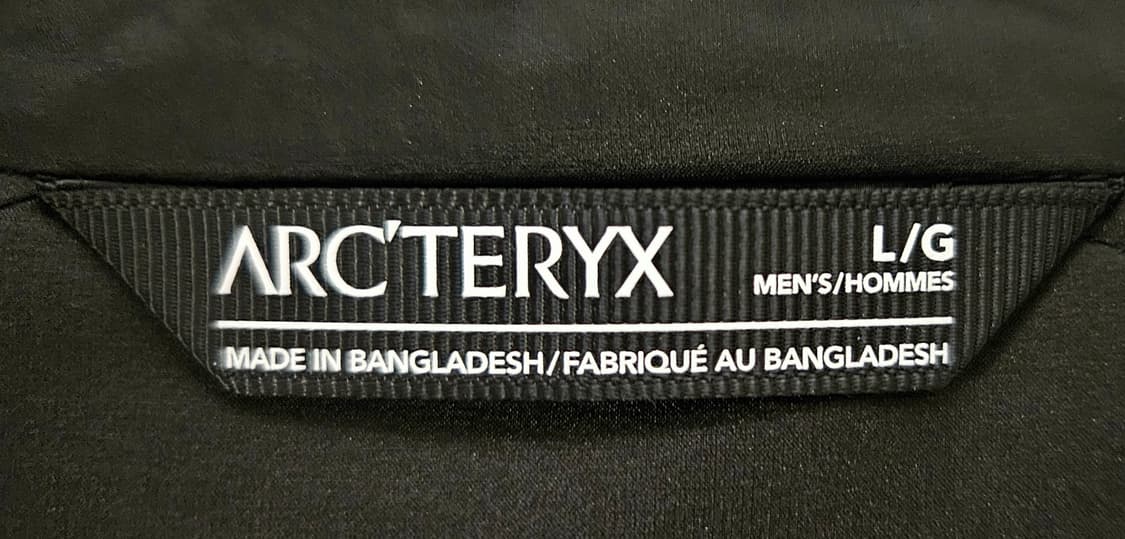 ARC'TERYX
L/G
MEN'S/HOMMES
MADE IN BANGLADESH/FABRIQUÉ AU BANGLADESH